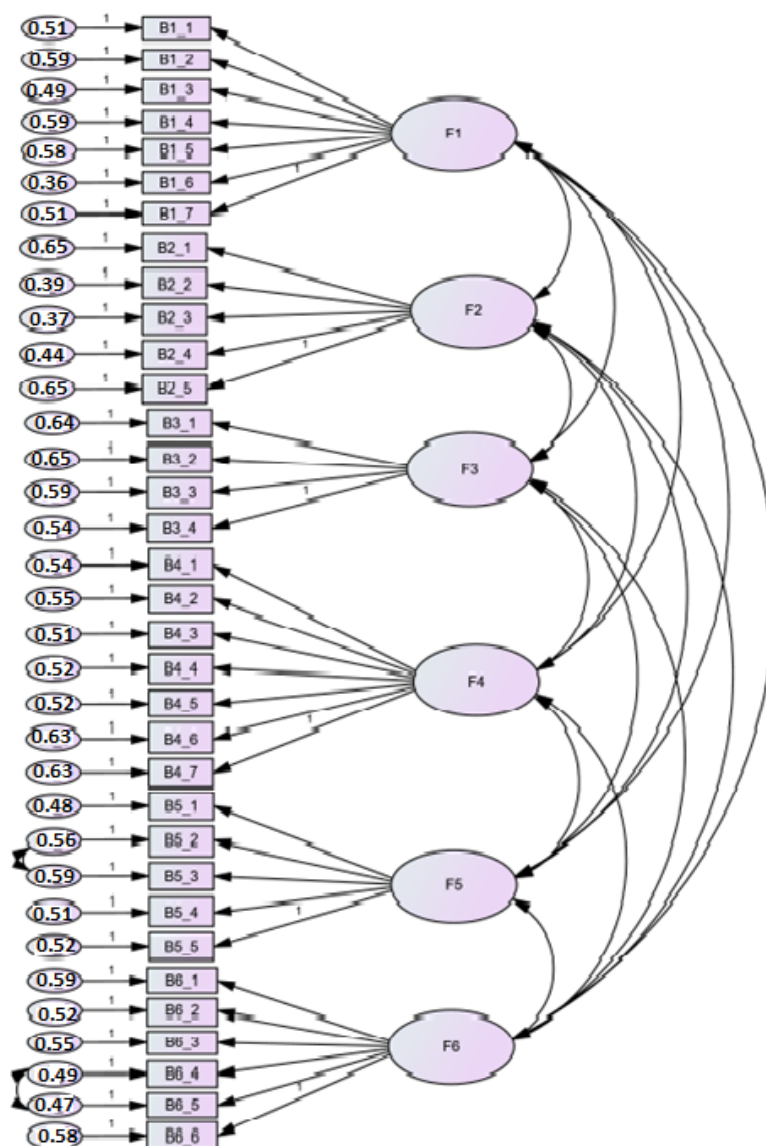 0.51 1 B1_1
0.59 1 B1_2
0.49 1 B1_3
0.59 1 B1_4
0.58 1 B1_5
0.36 1 B1_6
0.51 1 B1_7
1
F1
0.65 1 B2_1
0.39 1 B2_2
0.37 1 B2_3
0.44 1 B2_4
0.65 1 B2_5
1
F2
0.64 1 B3_1
0.65 1 B3_2
0.59 1 B3_3
0.54 1 B3_4
1
F3
0.54 1 B4_1
0.55 1 B4_2
0.51 1 B4_3
0.52 1 B4_4
0.52 1 B4_5
0.63 1 B4_6
0.63 1 B4_7
1
F4
0.48 1 B5_1
0.56 1 B5_2
0.59 1 B5_3
0.51 1 B5_4
0.52 1 B5_5
1
F5
0.59 1 B6_1
0.52 1 B6_2
0.55 1 B6_3
0.49 1 B6_4
0.47 1 B6_5
0.58 1 B6_6
1
F6